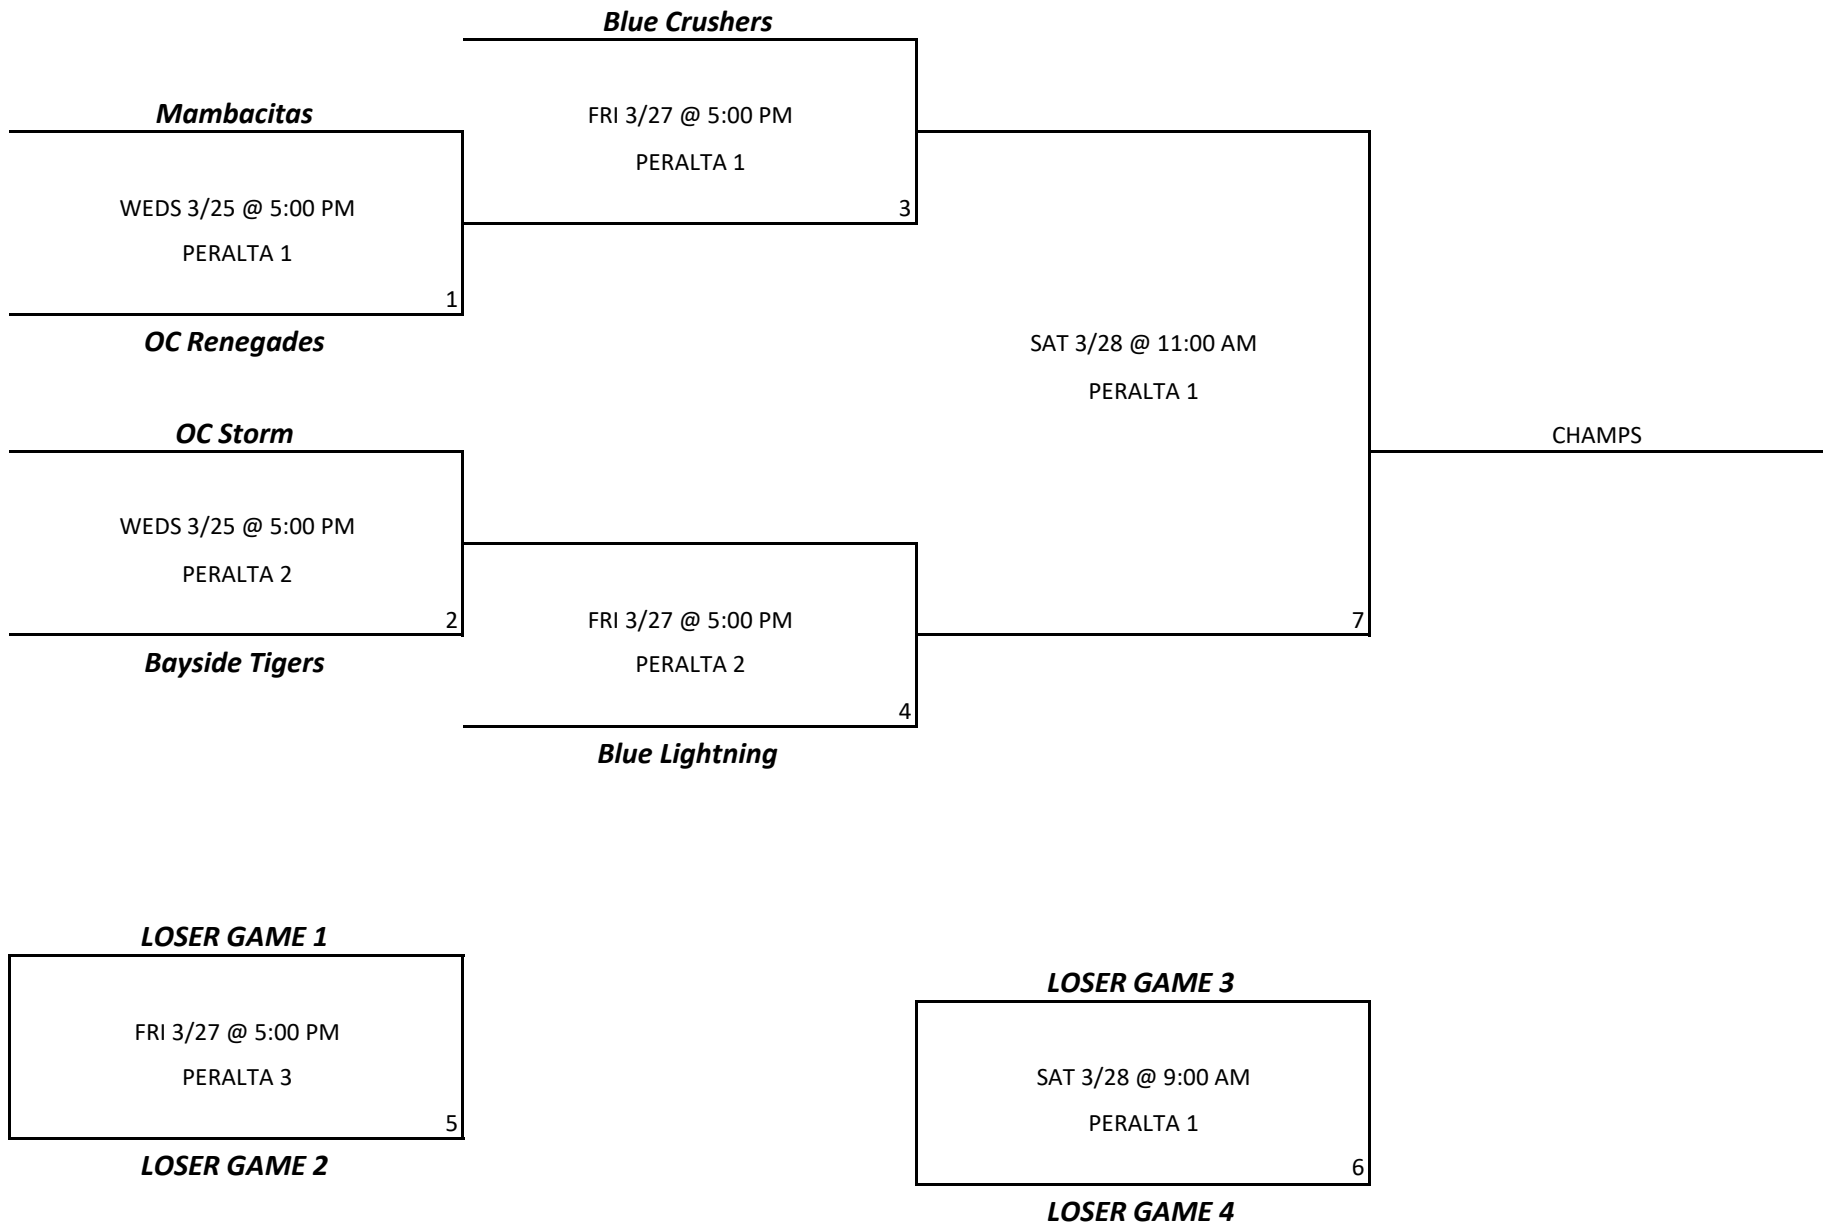 Blue Crushers
Mambacitas
FRI 3/27 @ 5:00 PM
PERALTA 1
3
WEDS 3/25 @ 5:00 PM
PERALTA 1
1
OC Renegades
SAT 3/28 @ 11:00 AM
PERALTA 1
OC Storm
CHAMPS
WEDS 3/25 @ 5:00 PM
PERALTA 2
2
Bayside Tigers
FRI 3/27 @ 5:00 PM
PERALTA 2
4
7
Blue Lightning
LOSER GAME 1
FRI 3/27 @ 5:00 PM
PERALTA 3
5
LOSER GAME 2
LOSER GAME 3
SAT 3/28 @ 9:00 AM
PERALTA 1
6
LOSER GAME 4